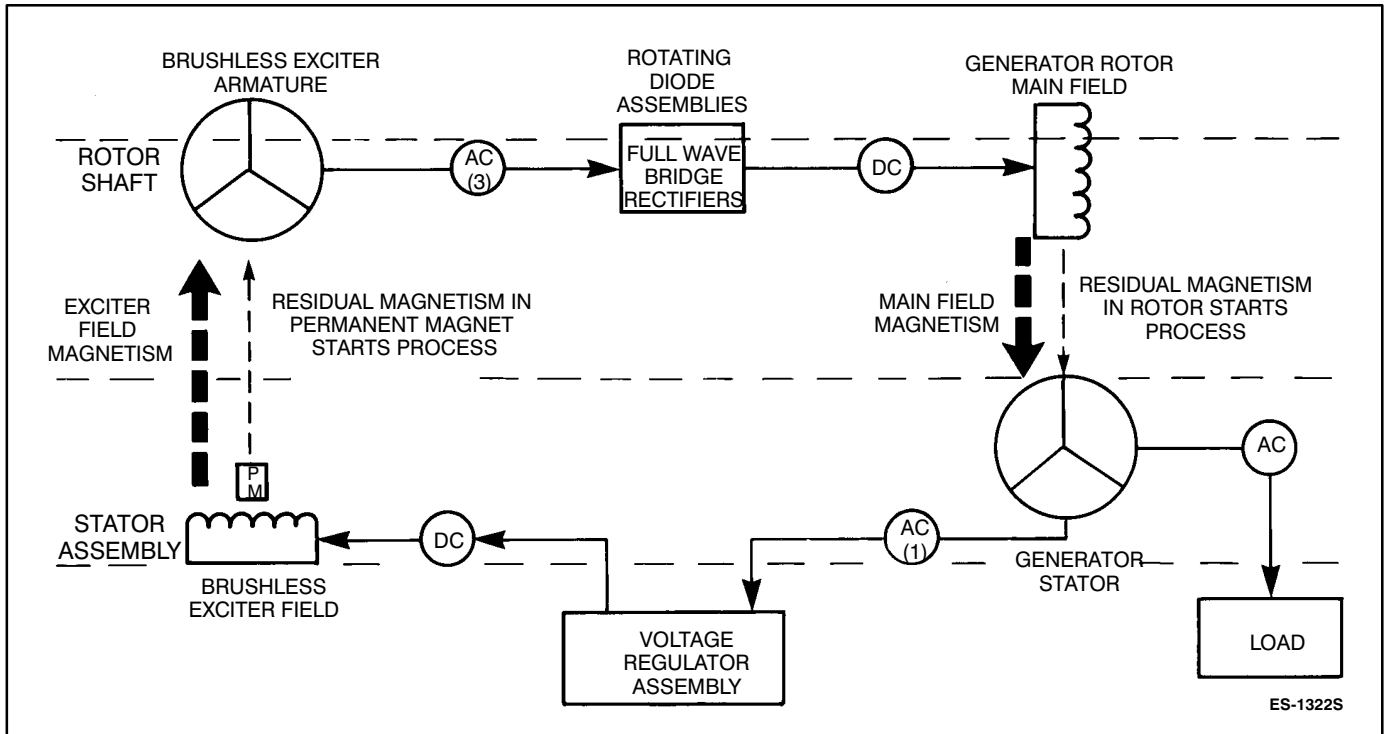 BRUSHLESS EXCITER
ARMATURE
ROTATING
DIODE
ASSEMBLIES
GENERATOR ROTOR
MAIN FIELD
ROTOR
SHAFT
AC
(3)
FULL WAVE
BRIDGE
RECTIFIERS
DC
EXCITER
FIELD
MAGNETISM
RESIDUAL MAGNETISM IN
PERMANENT MAGNET
STARTS PROCESS
MAIN FIELD
MAGNETISM
RESIDUAL MAGNETISM
IN ROTOR STARTS
PROCESS
P
M
AC
STATOR
ASSEMBLY
DC
AC
(1)
GENERATOR
STATOR
BRUSHLESS
EXCITER FIELD
VOLTAGE
REGULATOR
ASSEMBLY
LOAD
ES-1322S